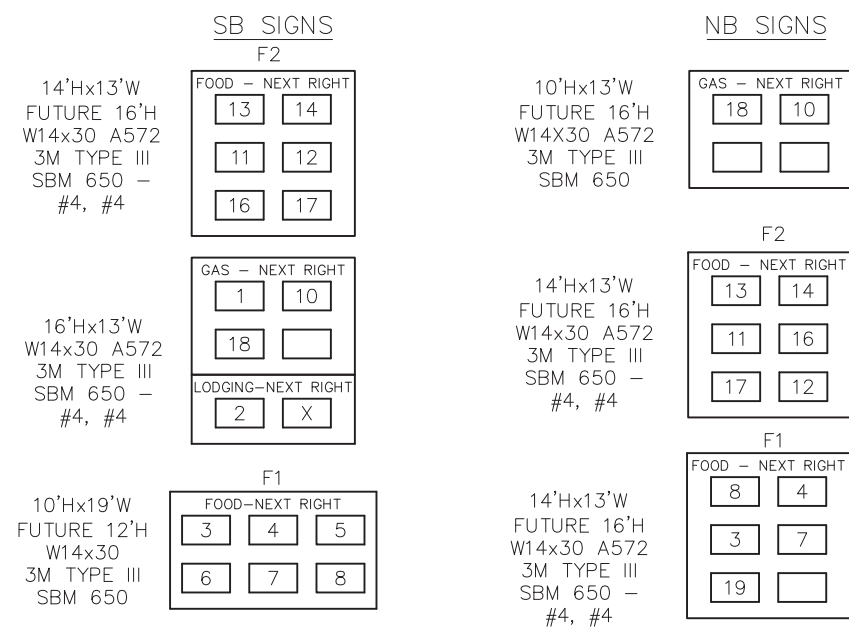 SB SIGNS
F2
14'Hx13'W
FUTURE 16'H
W14x30 A572
3M TYPE III
SBM 650 –
#4, #4
FOOD – NEXT RIGHT
13 14
11 12
16 17
16'Hx13'W
W14x30 A572
3M TYPE III
SBM 650 –
#4, #4
GAS – NEXT RIGHT
1 10
18
LODGING–NEXT RIGHT
2 X
F1
10'Hx19'W
FUTURE 12'H
W14x30
3M TYPE III
SBM 650
FOOD–NEXT RIGHT
3 4 5
6 7 8
NB SIGNS
10'Hx13'W
FUTURE 16'H
W14X30 A572
3M TYPE III
SBM 650
GAS – NEXT RIGHT
18 10
F2
14'Hx13'W
FUTURE 16'H
W14x30 A572
3M TYPE III
SBM 650 –
#4, #4
FOOD – NEXT RIGHT
13 14
11 16
17 12
F1
14'Hx13'W
FUTURE 16'H
W14x30 A572
3M TYPE III
SBM 650 –
#4, #4
FOOD – NEXT RIGHT
8 4
3 7
19